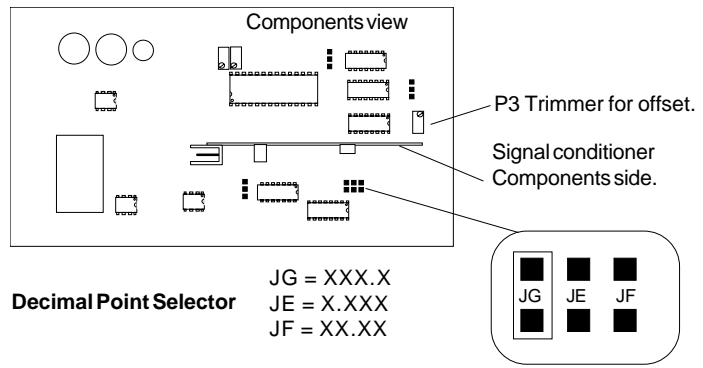 Components view
P3 Trimmer for offset.
Signal conditioner
Components side.
JG JE JF
Decimal Point Selector
JG = XXX.X
JE = X.XXX
JF = XX.XX